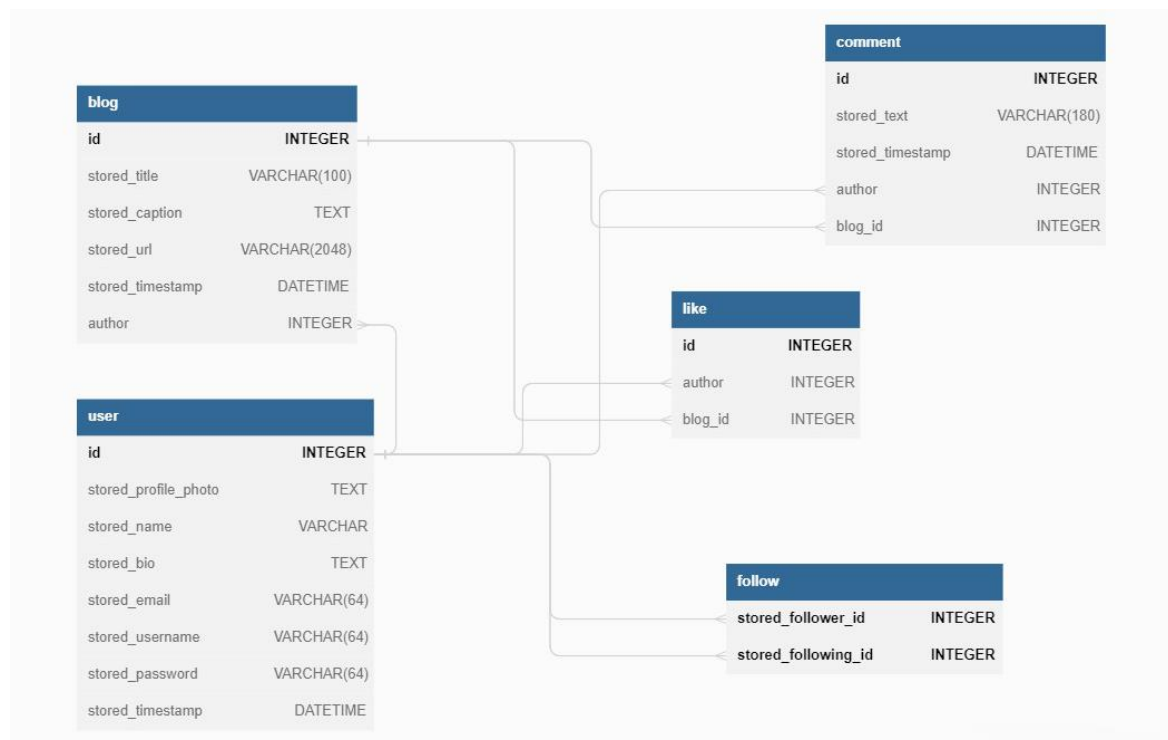 blog
id INTEGER
stored_title VARCHAR(100)
stored_caption TEXT
stored_url VARCHAR(2048)
stored_timestamp DATETIME
author INTEGER
user
id INTEGER
stored_profile_photo TEXT
stored_name VARCHAR
stored_bio TEXT
stored_email VARCHAR(64)
stored_username VARCHAR(64)
stored_password VARCHAR(64)
stored_timestamp DATETIME
comment
id INTEGER
stored_text VARCHAR(180)
stored_timestamp DATETIME
author INTEGER
blog_id INTEGER
like
id INTEGER
author INTEGER
blog_id INTEGER
follow
stored_follower_id INTEGER
stored_following_id INTEGER